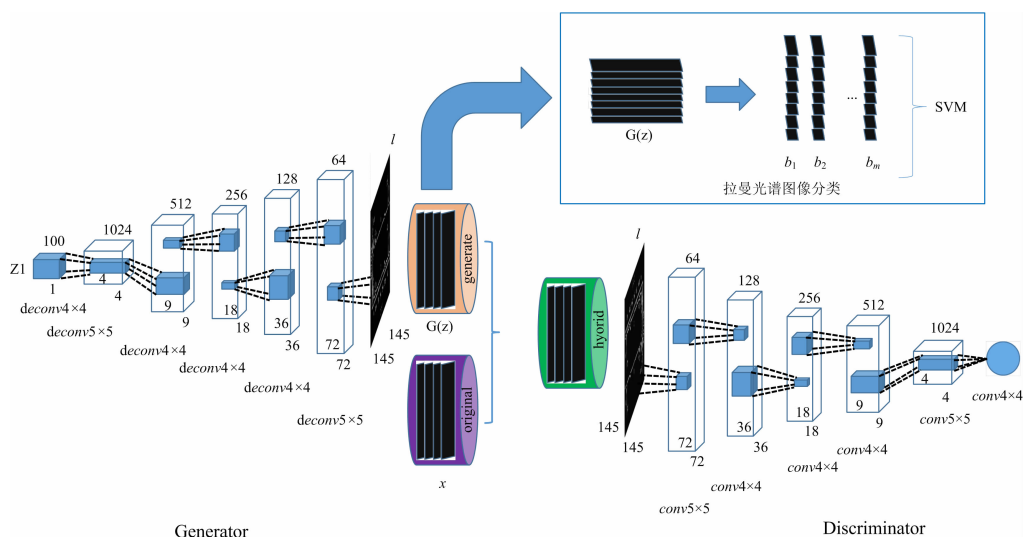 G(z)
...
b1
b2
bm
SVM
拉曼光谱图像分类
Z1
100
1
1024
4
4
512
9
9
256
18
18
128
36
36
64
72
72
l
145
145
deconv4×4
deconv5×5
deconv4×4
deconv4×4
deconv4×4
deconv5×5
generate
G(z)
original
x
hyorid
l
145
145
64
72
72
128
36
36
256
18
18
512
9
9
1024
4
4
conv5×5
conv4×4
conv4×4
conv4×4
conv5×5
conv4×4
Generator
Discriminator